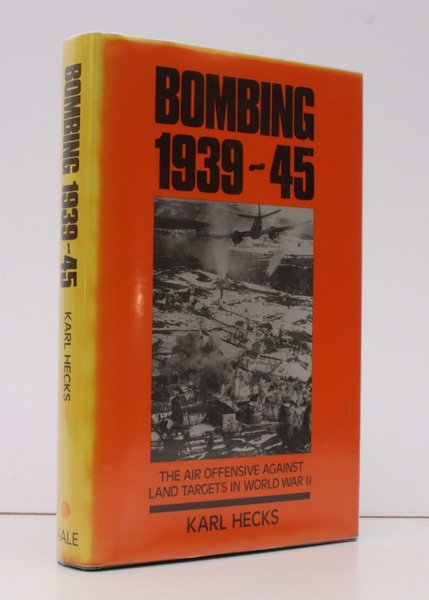 BOMBING
1939~45
THE AIR OFFENSIVE AGAINST
LAND TARGETS IN WORLD WAR II
KARL HECKS
BOMBING 1939~45
KARL HECKS
HALE